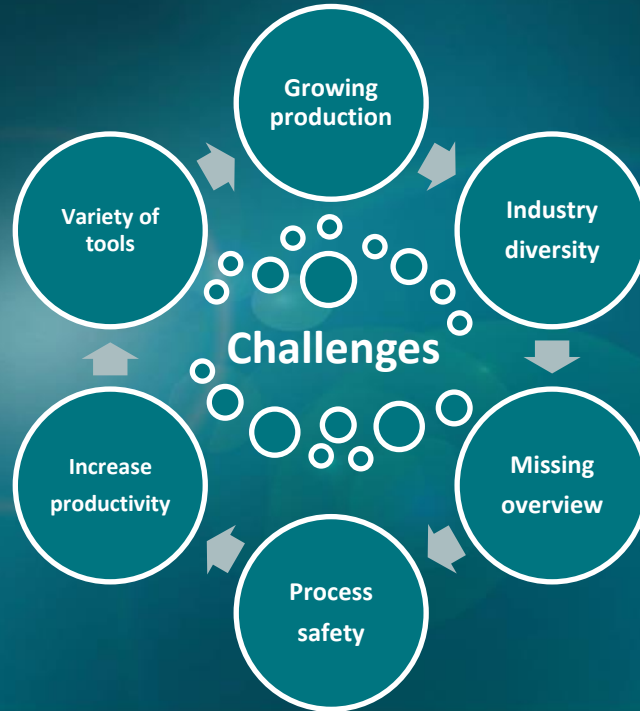 Growing
production
Industry
diversity
Missing
overview
Process
safety
Increase
productivity
Variety of
tools
Challenges